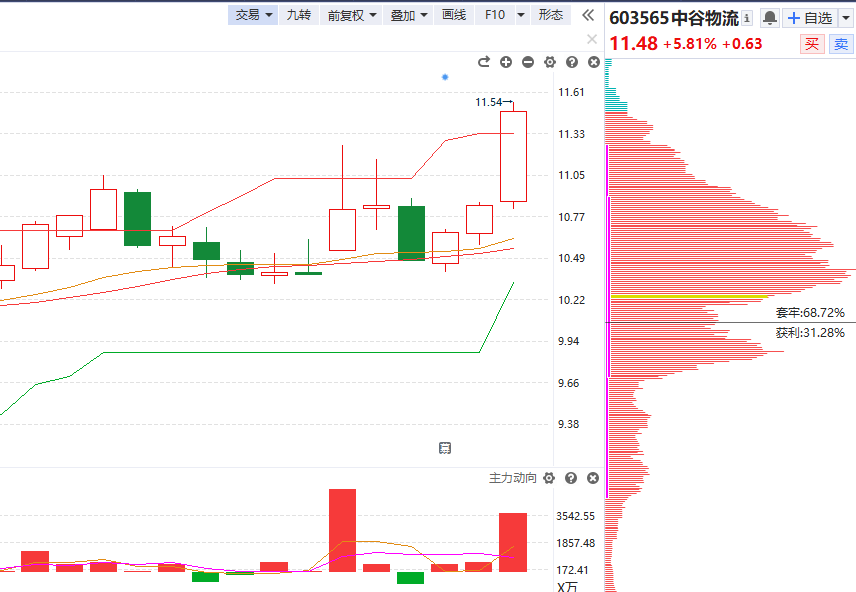 交易 九转 前复权 叠加 画线 F10 形态
603565中谷物流 自选
11.48 +5.81% +0.63 买 卖
11.54
11.61
11.33
11.05
10.77
10.49
10.22
9.94
9.66
9.38
套牢:68.72%
获利:31.28%
主力动向
3542.55
1857.48
172.41
X万